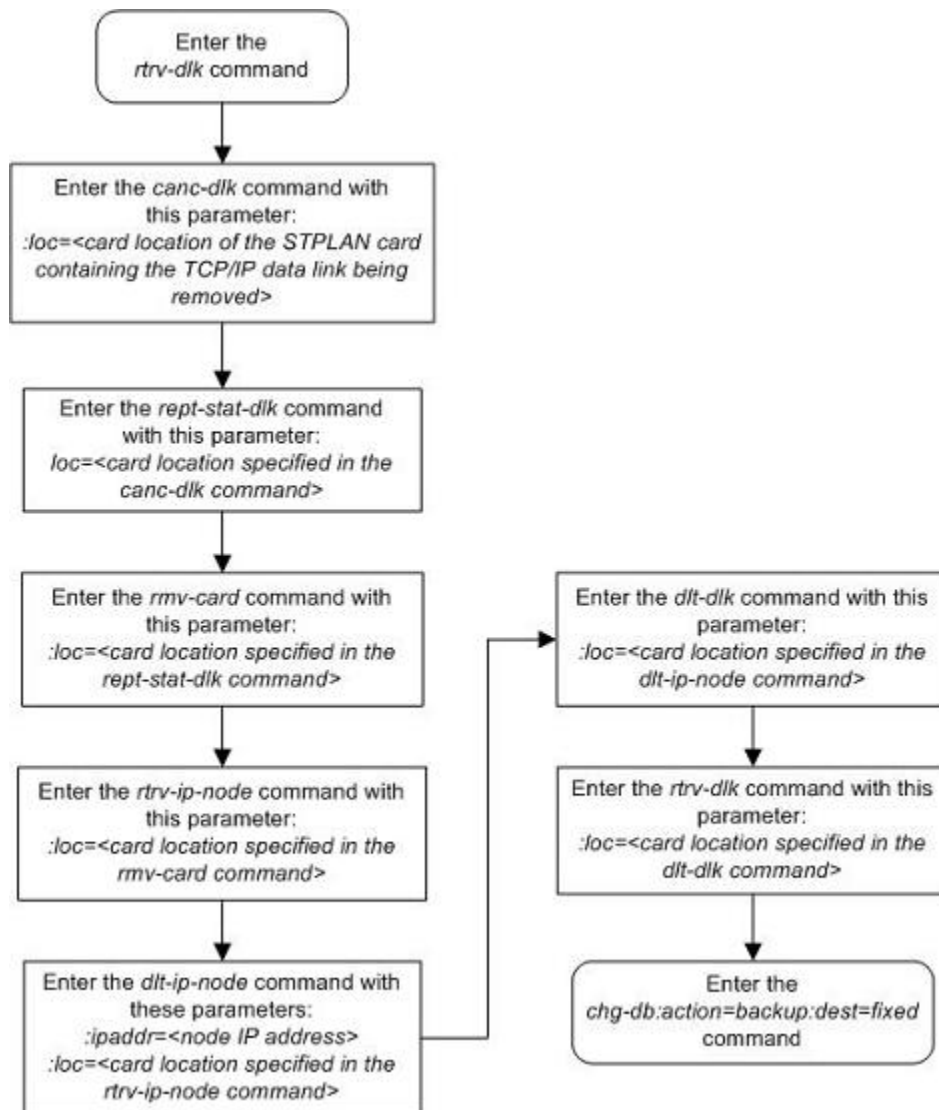 Enter the
rtrv-dlk command
Enter the canc-dlk command with
this parameter:
:loc=<card location of the STPLAN card
containing the TCP/IP data link being
removed>
Enter the rept-stat-dlk command
with this parameter:
loc=<card location specified in the
canc-dlk command>
Enter the rmv-card command with
this parameter:
:loc=<card location specified in the
rept-stat-dlk command>
Enter the rtrv-ip-node command with
this parameter:
:loc=<card location specified in the
rmv-card command>
Enter the dlt-ip-node command with
these parameters:
:ipaddr=<node IP address>
:loc=<card location specified in the
rtrv-ip-node command>
Enter the dlt-dlk command with this
parameter:
:loc=<card location specified in the
dlt-ip-node command>
Enter the rtrv-dlk command with this
parameter:
:loc=<card location specified in the
dlt-dlk command>
Enter the
chg-db:action=backup:dest=fixed
command